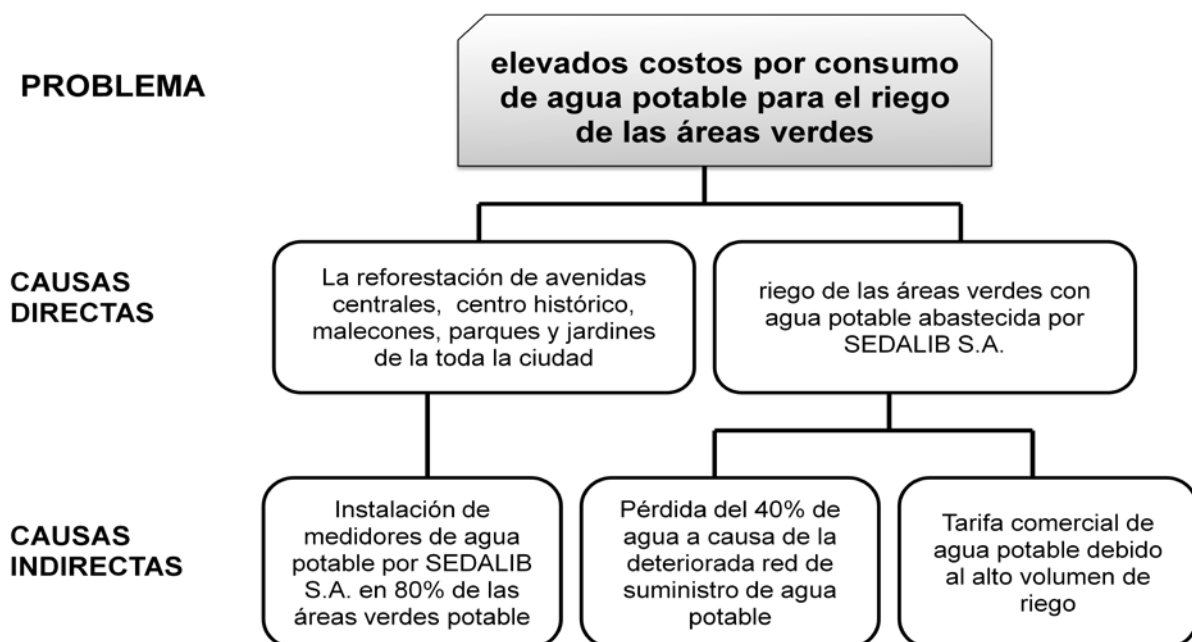 PROBLEMA
elevados costos por consumo
de agua potable para el riego
de las áreas verdes
CAUSAS
DIRECTAS
La reforestación de avenidas
centrales, centro histórico,
malecones, parques y jardines
de la toda la ciudad
riego de las áreas verdes con
agua potable abastecida por
SEDALIB S.A.
CAUSAS
INDIRECTAS
Instalación de
medidores de agua
potable por SEDALIB
S.A. en 80% de las
áreas verdes potable
Pérdida del 40% de
agua a causa de la
deteriorada red de
suministro de agua
potable
Tarifa comercial de
agua potable debido
al alto volumen de
riego